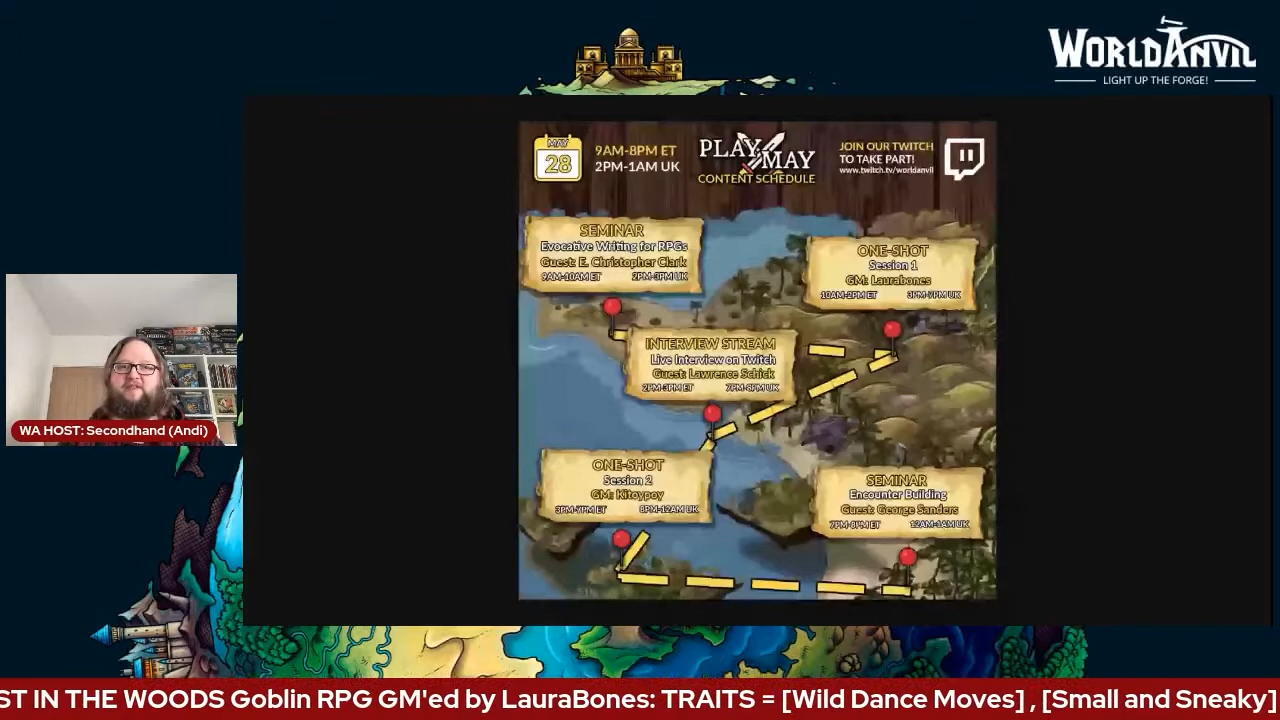 WORLDANVIL
LIGHT UP THE FORGE!
MAY
28
9AM-8PM ET
2PM-1AM UK
PLAY MAY
CONTENT SCHEDULE
JOIN OUR TWITCH
TO TAKE PART!
www.twitch.tv/worldanvil
SEMINAR
Evocative Writing for RPGs
Guest: E. Christopher Clark
9AM-10AM ET 2PM-3PM UK
ONE-SHOT
Session 1
GM: Laurabones
10AM-2PM ET 3PM-7PM UK
INTERVIEW STREAM
Live Interview on Twitch
Guest: Lawrence Schick
2PM-3PM ET 7PM-8PM UK
ONE-SHOT
Session 2
GM: Kitoypoy
3PM-7PM ET 8PM-12AM UK
SEMINAR
Encounter Building
Guest: George Sanders
7PM-8PM ET 12AM-1AM UK
WA HOST: Secondhand (Andi)
ST IN THE WOODS Goblin RPG GM'ed by LauraBones: TRAITS = [Wild Dance Moves] , [Small and Sneaky]